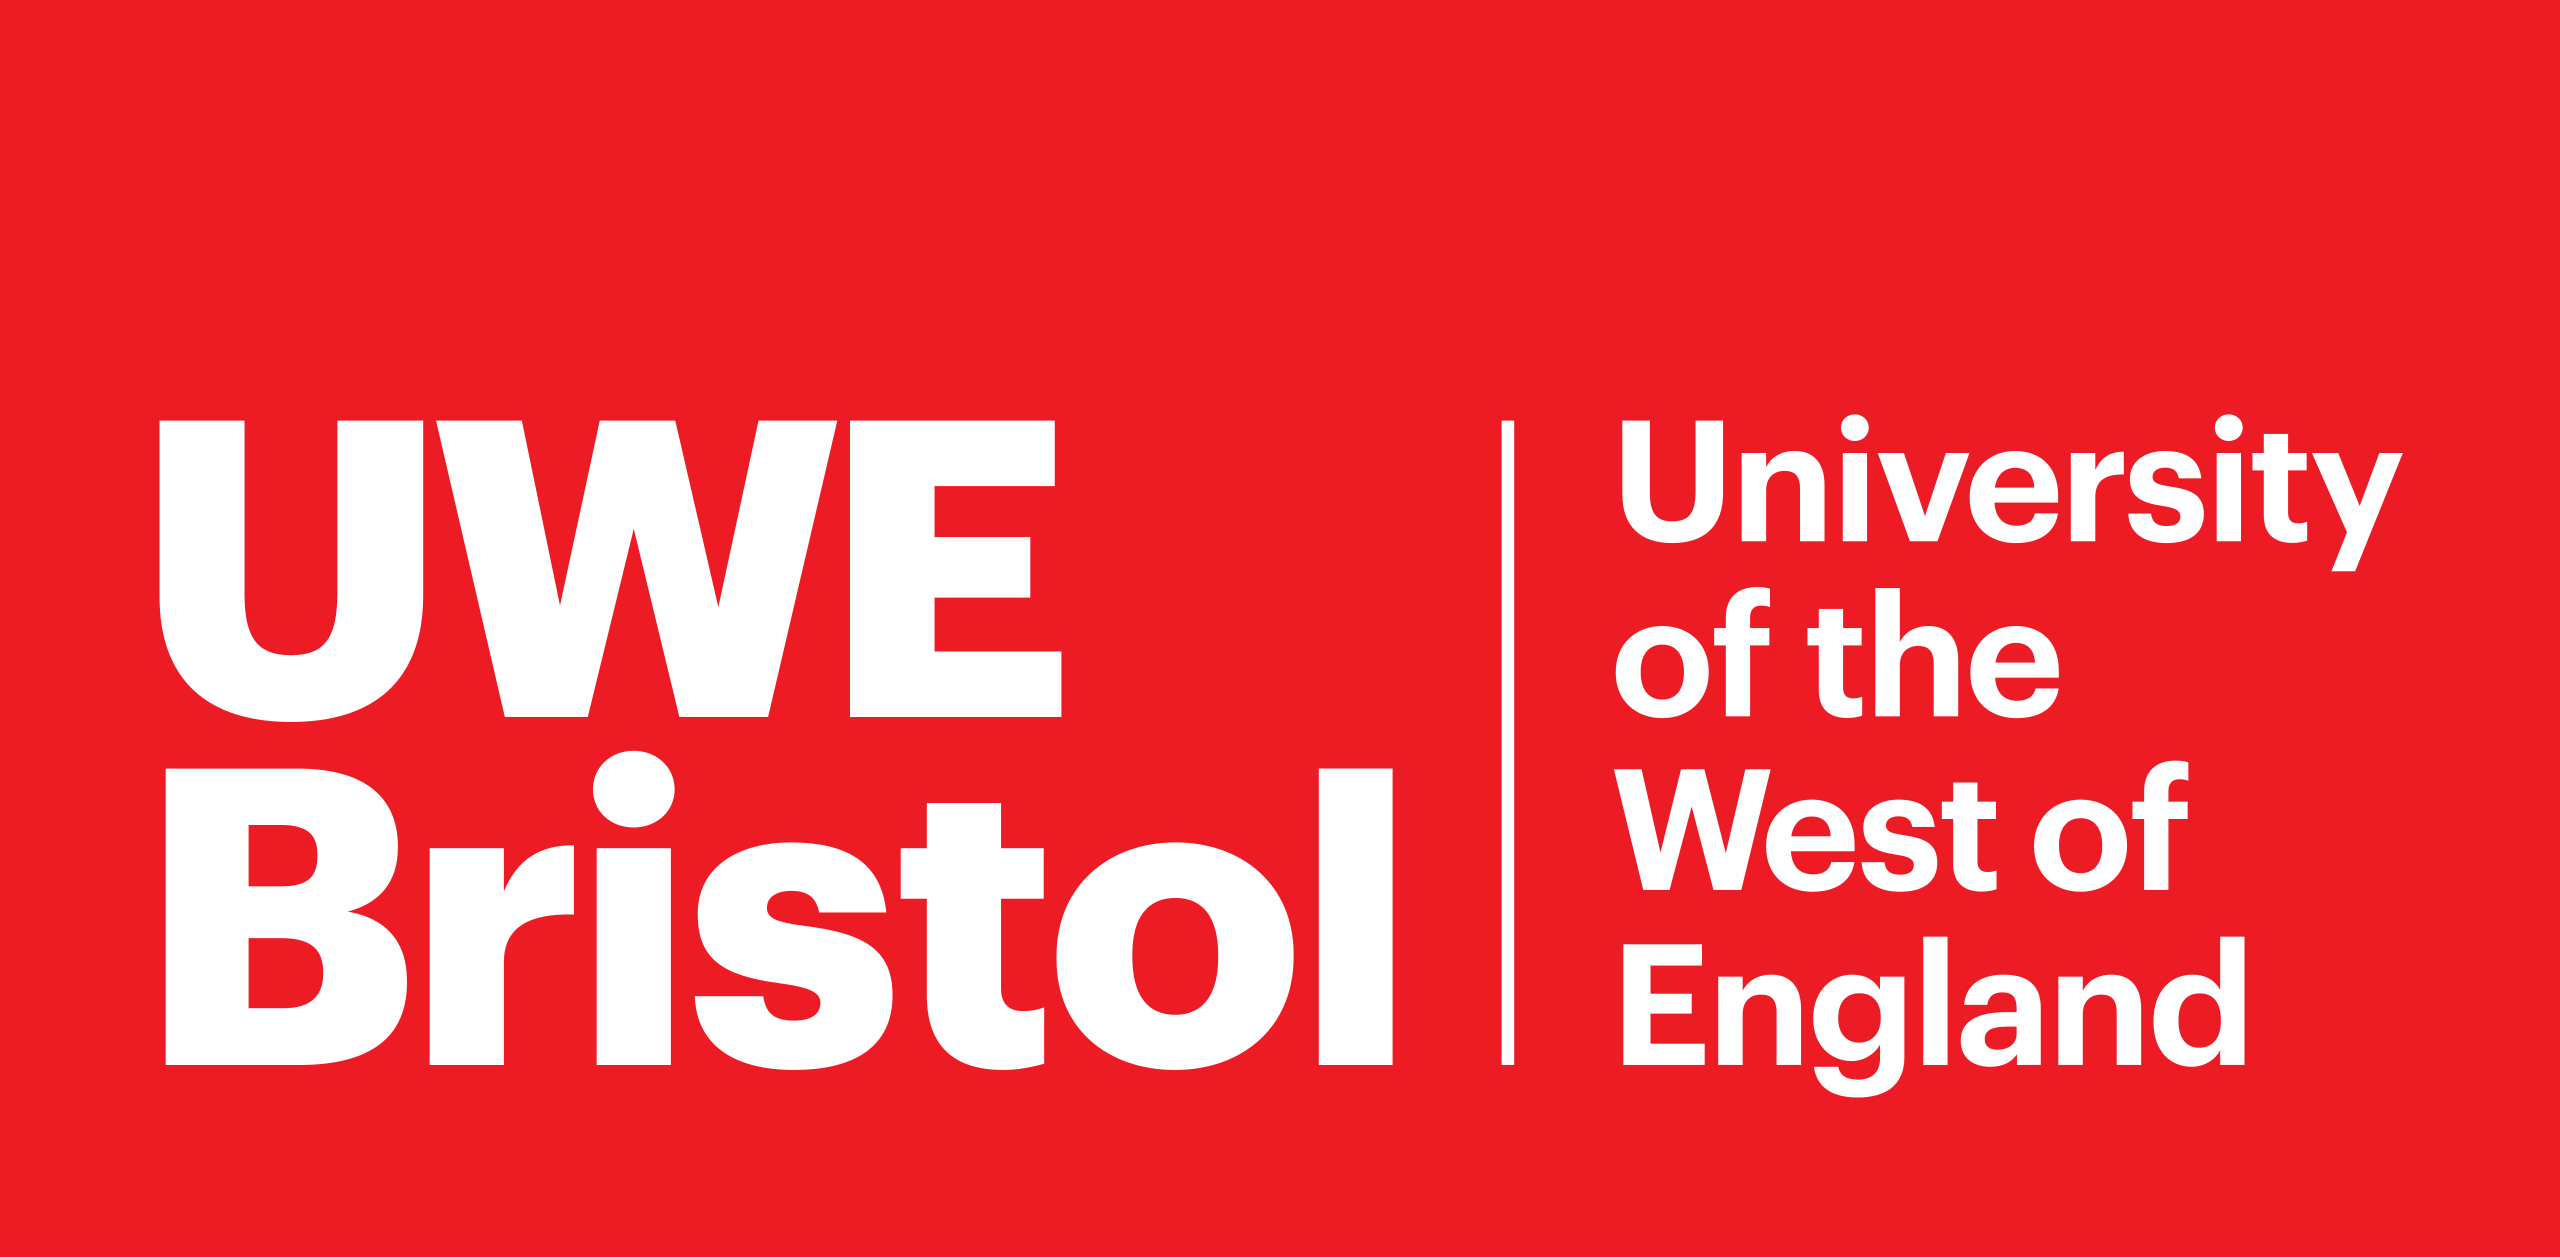 UWE
Bristol
University
of the
West of
England